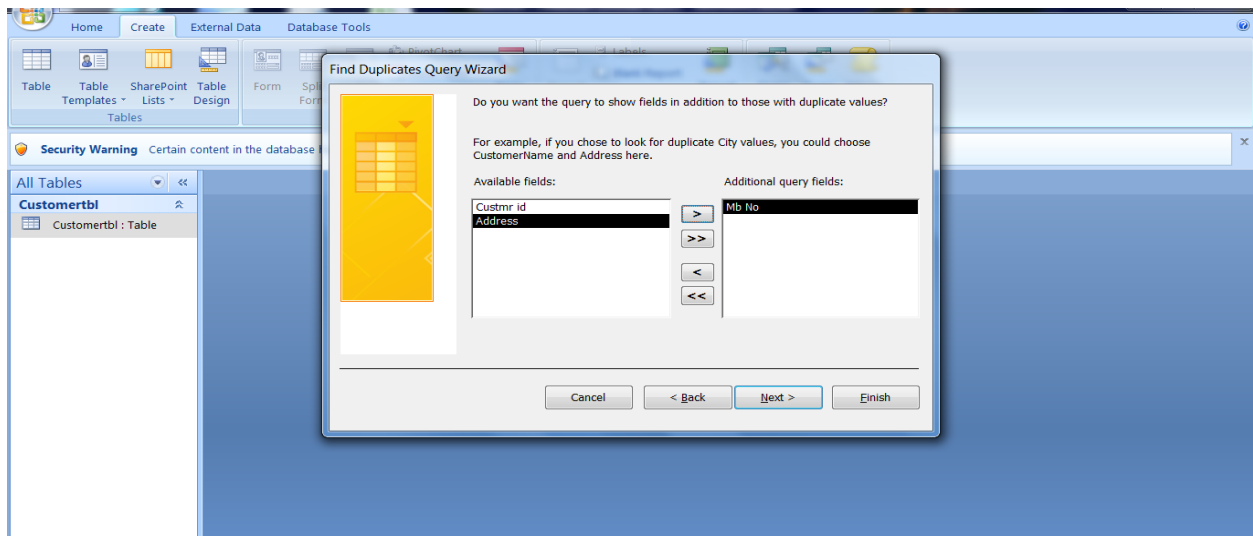 Home Create External Data Database Tools
PivotChart Labels
Blank Report
Table Table SharePoint Table Form
Templates Lists Design
Tables
Find Duplicates Query Wizard
Do you want the query to show fields in addition to those with duplicate values?
For example, if you chose to look for duplicate City values, you could choose
CustomerName and Address here.
Security Warning Certain content in the database
Available fields: Additional query fields:
All Tables
Customertbl
Customertbl : Table
Custmr id
Address
Mb No
>
>>
<
<<
Cancel < Back Next > Finish